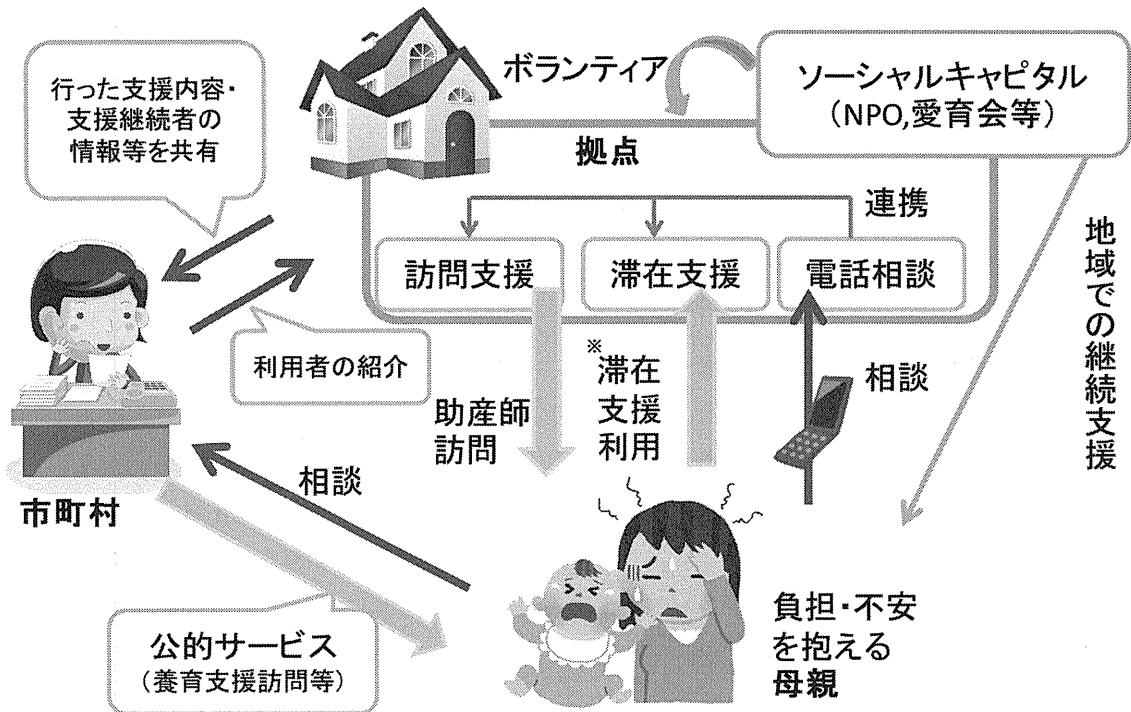 行った支援内容・
支援継続者の
情報等を共有
ボランティア
ソーシャルキャピタル
(NPO,愛育会等)
拠点
連携
訪問支援
滞在支援
電話相談
地域での継続支援
利用者の紹介
助産師
訪問
※
滞在
支援
利用
相談
相談
市町村
公的サービス
(養育支援訪問等)
負担・不安
を抱える
母親